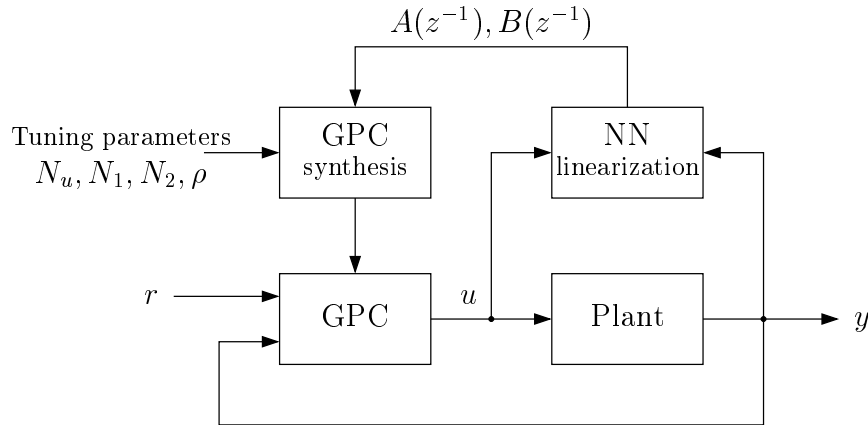 A(z⁻¹), B(z⁻¹)
Tuning parameters
N_u, N_1, N_2, ρ
GPC
synthesis
NN
linearization
r
GPC
u
Plant
y